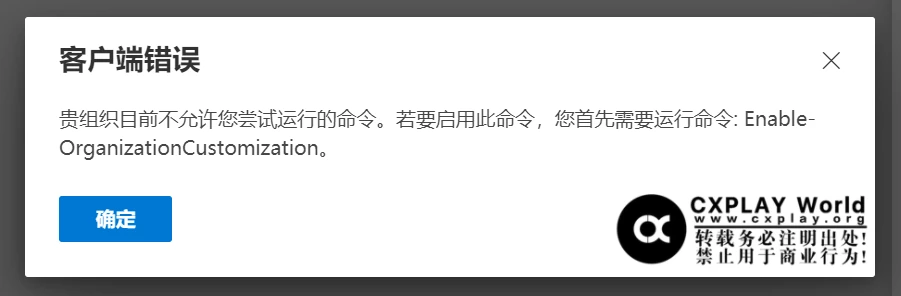 客户端错误
贵组织目前不允许您尝试运行的命令。若要启用此命令，您首先需要运行命令: Enable-
OrganizationCustomization。
确定
CXPLAY World
www.cxplay.org
转载务必注明出处!
禁止用于商业行为!